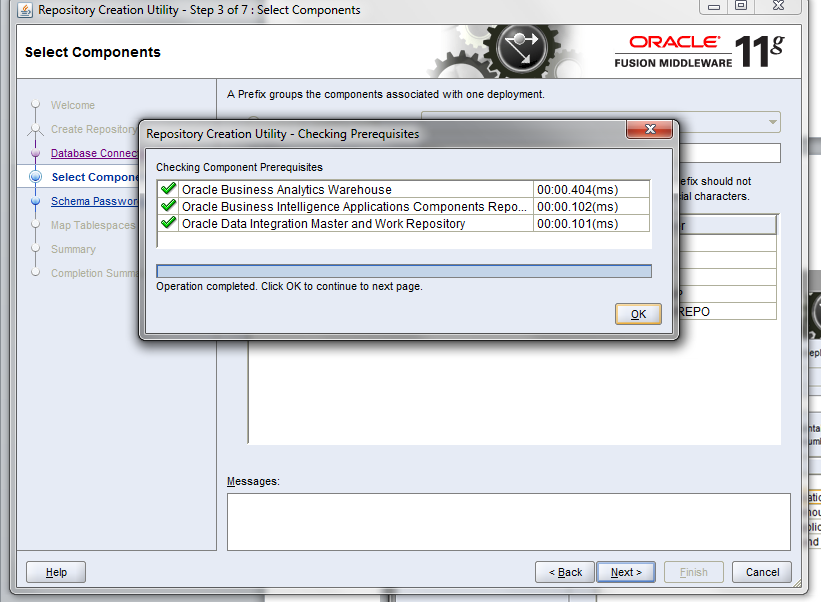 Repository Creation Utility - Step 3 of 7 : Select Components
Select Components
ORACLE
FUSION MIDDLEWARE 11g
A Prefix groups the components associated with one deployment.
Welcome
Create Repository
Database Connec
Select Compone
Schema Password
Map Tablespaces
Summary
Completion Summa
Repository Creation Utility - Checking Prerequisites
Checking Component Prerequisites
Oracle Business Analytics Warehouse 00:00.404(ms)
Oracle Business Intelligence Applications Components Repo... 00:00.102(ms)
Oracle Data Integration Master and Work Repository 00:00.101(ms)
Operation completed. Click OK to continue to next page.
OK
efix should not
cial characters.
REPO
Messages:
Help
< Back
Next >
Finish
Cancel